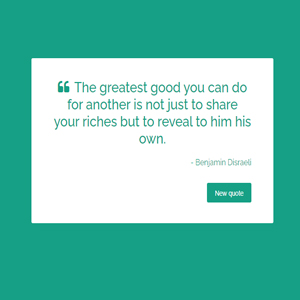 ❝ The greatest good you can do
for another is not just to share
your riches but to reveal to him his
own.
- Benjamin Disraeli
New quote